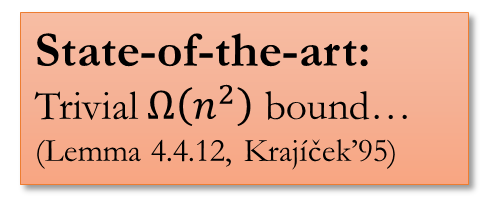 State-of-the-art:
Trivial Ω(n²) bound…
(Lemma 4.4.12, Krajíček’95)